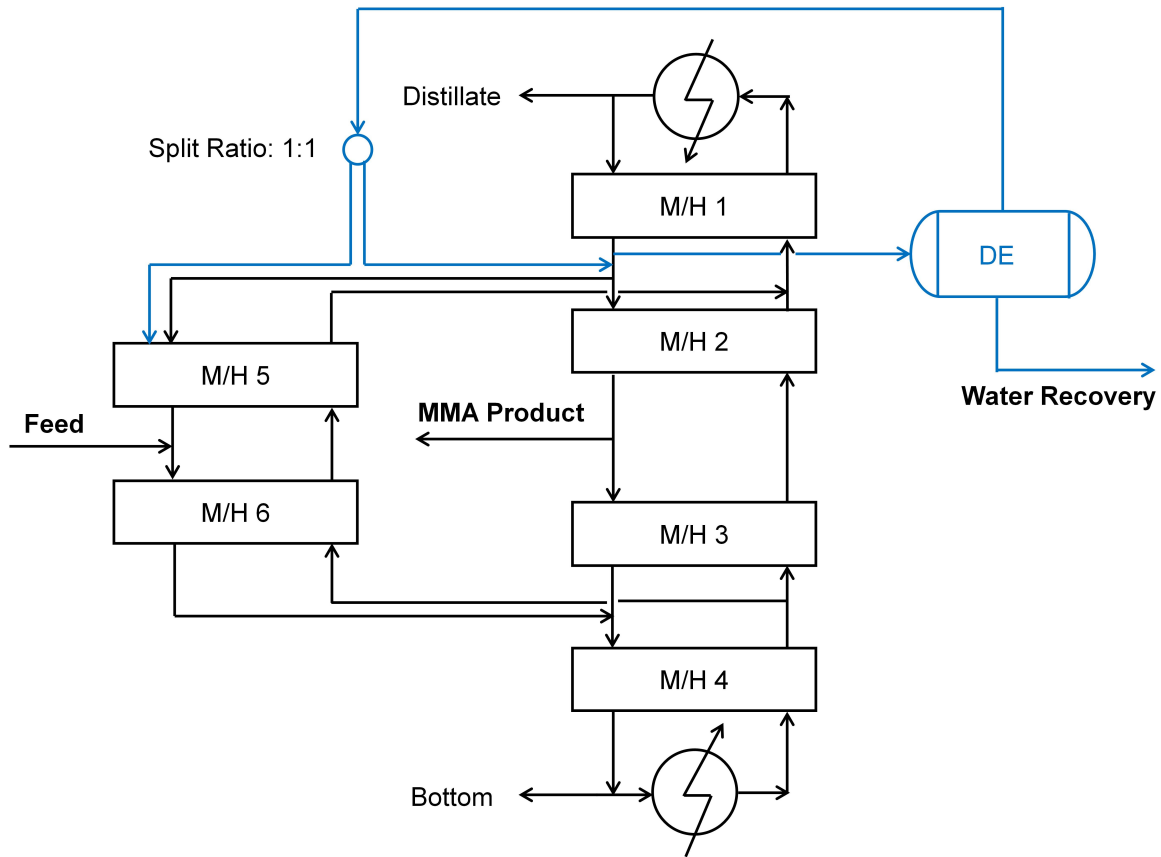 Distillate
Split Ratio: 1:1
M/H 1
DE
M/H 2
M/H 5
Water Recovery
MMA Product
Feed
M/H 6
M/H 3
M/H 4
Bottom